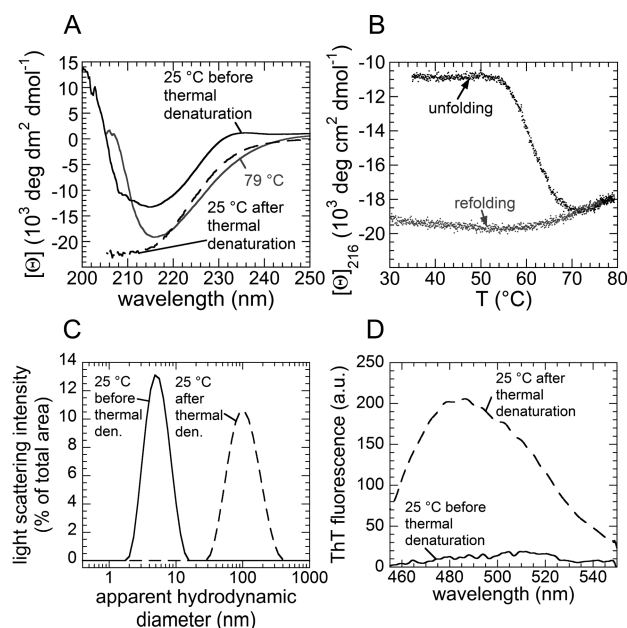 A
[Θ] (10³ deg dm² dmol⁻¹)
15
10
5
0
-5
-10
-15
-20
25 °C before
thermal
denaturation
79 °C
25 °C after
thermal
denaturation
200 210 220 230 240 250
wavelength (nm)
B
[Θ]₂₁₆ (10³ deg cm² dmol⁻¹)
-10
-12
-14
-16
-18
-20
unfolding
refolding
30 40 50 60 70 80
T (°C)
C
light scattering intensity
(% of total area)
14
12
10
8
6
4
2
0
25 °C
before
thermal
den.
25 °C
after
thermal
den.
1 10 100 1000
apparent hydrodynamic
diameter (nm)
D
ThT fluorescence (a.u.)
250
200
150
100
50
0
25 °C after
thermal
denaturation
25 °C before
thermal
denaturation
460 480 500 520 540
wavelength (nm)